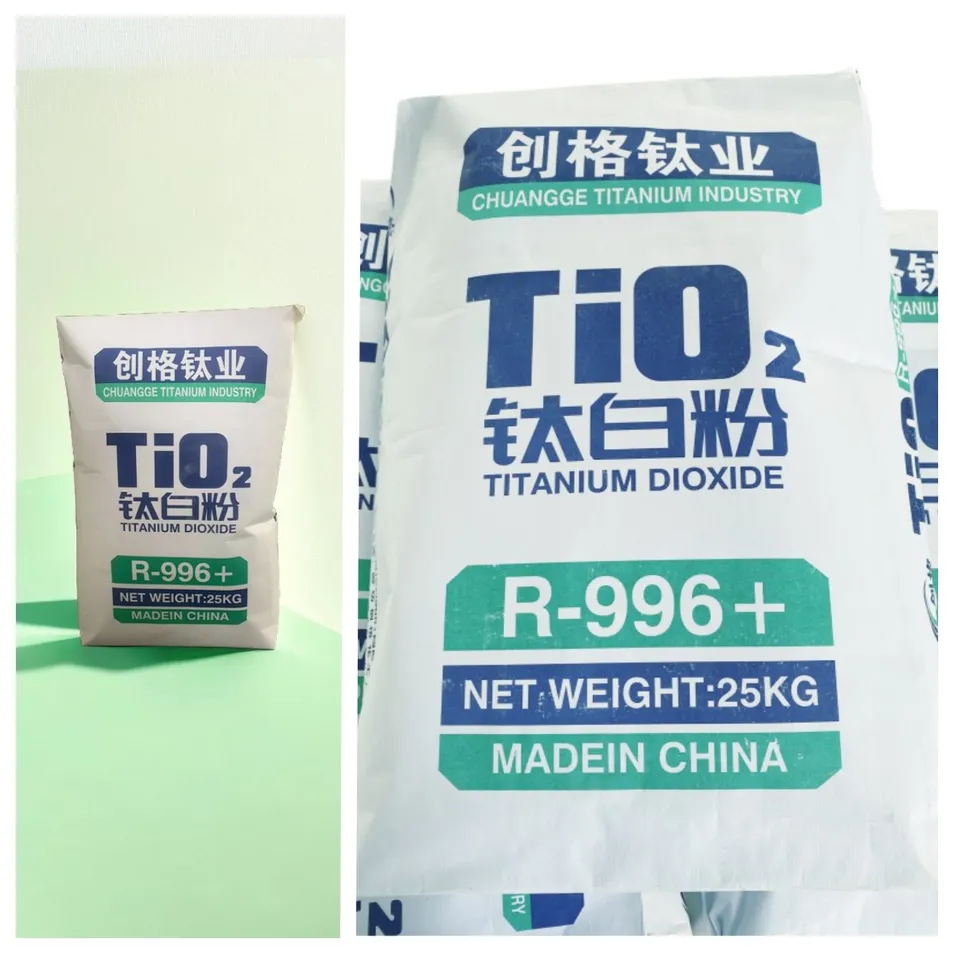 创格钛业
CHUANGGE TITANIUM INDUSTRY
TiO2
钛白粉
TITANIUM DIOXIDE
R-996+
NET WEIGHT:25KG
MADEIN CHINA
创格钛业
CHUANGGE TITANIUM INDUSTRY
TiO2
钛白粉
TITANIUM DIOXIDE
R-996+
NET WEIGHT:25KG
MADEIN CHINA